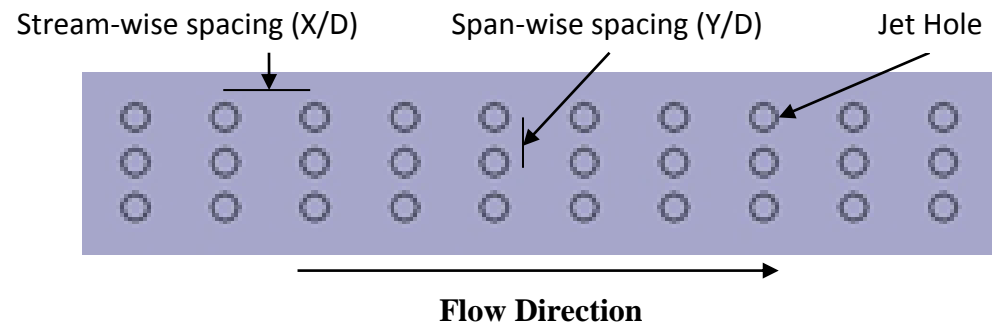 Stream-wise spacing (X/D) Span-wise spacing (Y/D) Jet Hole
Flow Direction